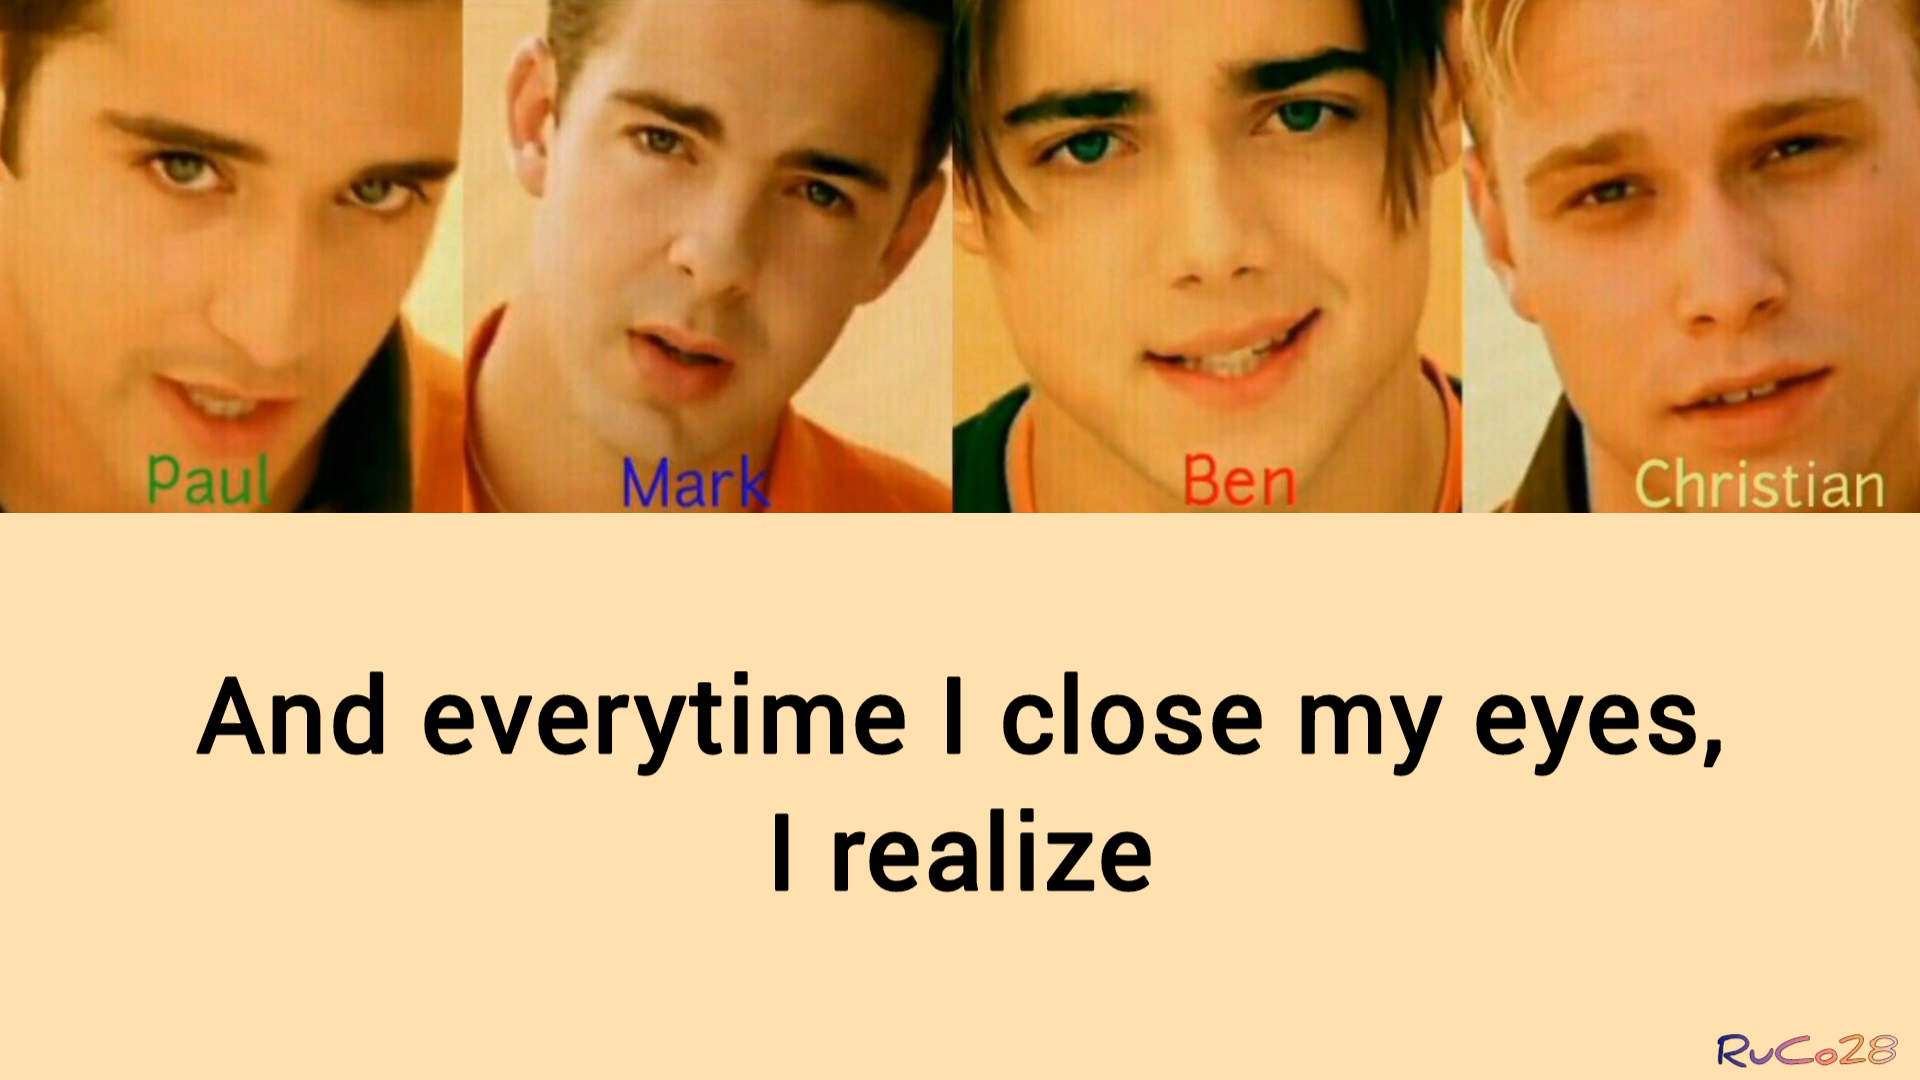 Paul Mark Ben Christian
And everytime I close my eyes,
I realize
RuCo28